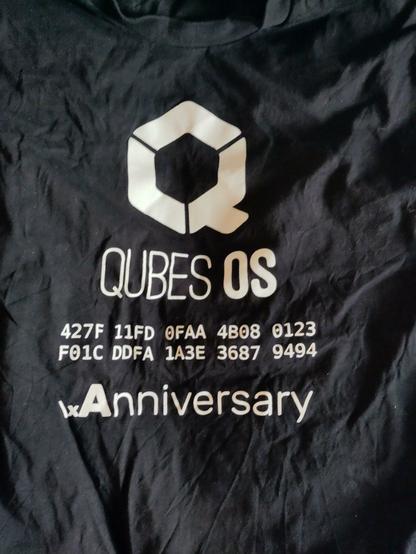 QUBES OS
427F 11FD 0FAA 4B08 0123
F01C DDFA 1A3E 3687 9494
\xAnniversary